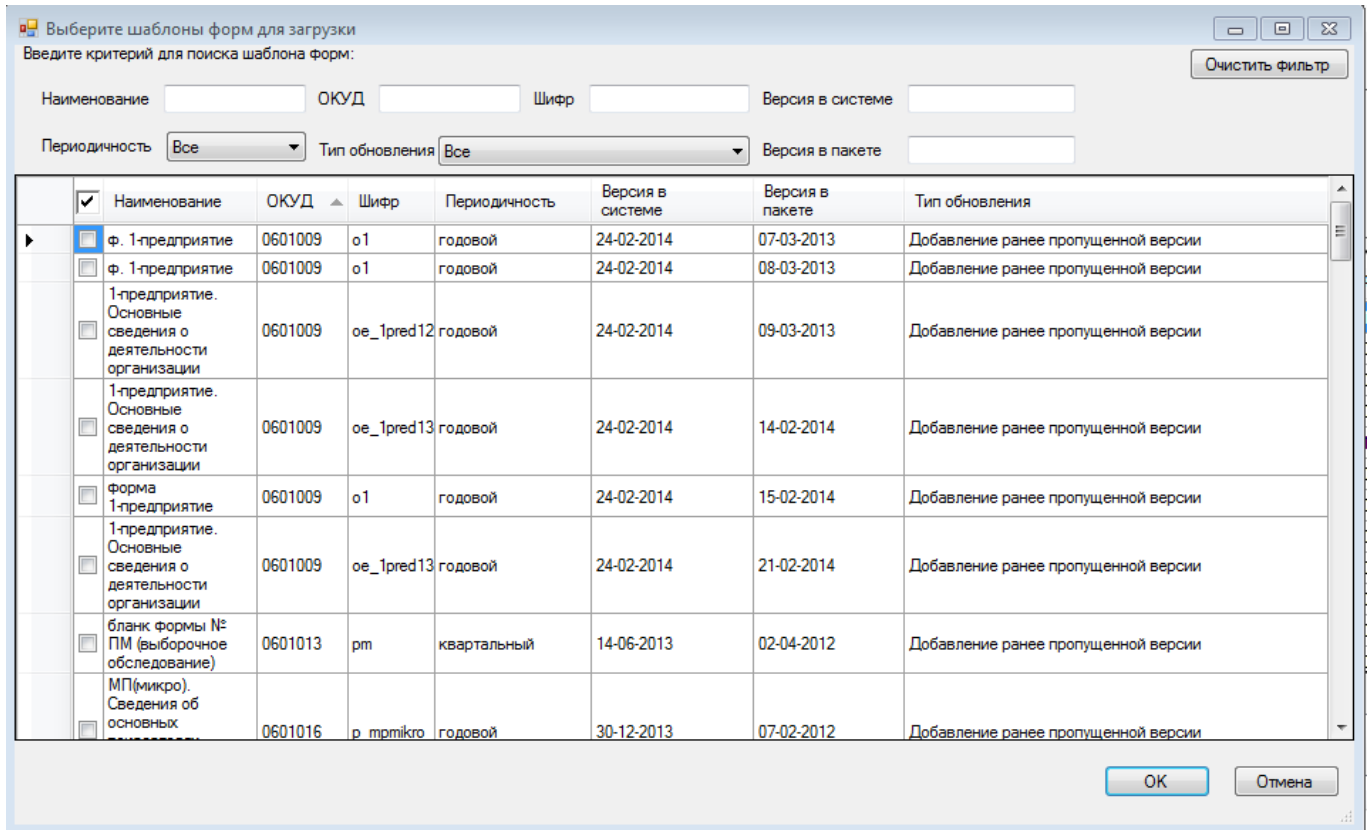 Выберите шаблоны форм для загрузки
Введите критерий для поиска шаблона форм:
Очистить фильтр
Наименование ОКУД Шифр Версия в системе
Периодичность Все Тип обновления Все Версия в пакете
Наименование ОКУД Шифр Периодичность Версия в системе Версия в пакете Тип обновления
ф. 1-предприятие 0601009 o1 годовой 24-02-2014 07-03-2013 Добавление ранее пропущенной версии
ф. 1-предприятие 0601009 o1 годовой 24-02-2014 08-03-2013 Добавление ранее пропущенной версии
1-предприятие.
Основные
сведения о
деятельности
организации
0601009 oe_1pred12 годовой 24-02-2014 09-03-2013 Добавление ранее пропущенной версии
1-предприятие.
Основные
сведения о
деятельности
организации
0601009 oe_1pred13 годовой 24-02-2014 14-02-2014 Добавление ранее пропущенной версии
форма
1-предприятие
0601009 o1 годовой 24-02-2014 15-02-2014 Добавление ранее пропущенной версии
1-предприятие.
Основные
сведения о
деятельности
организации
0601009 oe_1pred13 годовой 24-02-2014 21-02-2014 Добавление ранее пропущенной версии
бланк формы №
ПМ (выборочное
обследование)
0601013 pm квартальный 14-06-2013 02-04-2012 Добавление ранее пропущенной версии
МП(микро).
Сведения об
основных
0601016 p_mpmikro годовой 30-12-2013 07-02-2012 Добавление ранее пропущенной версии
OK Отмена